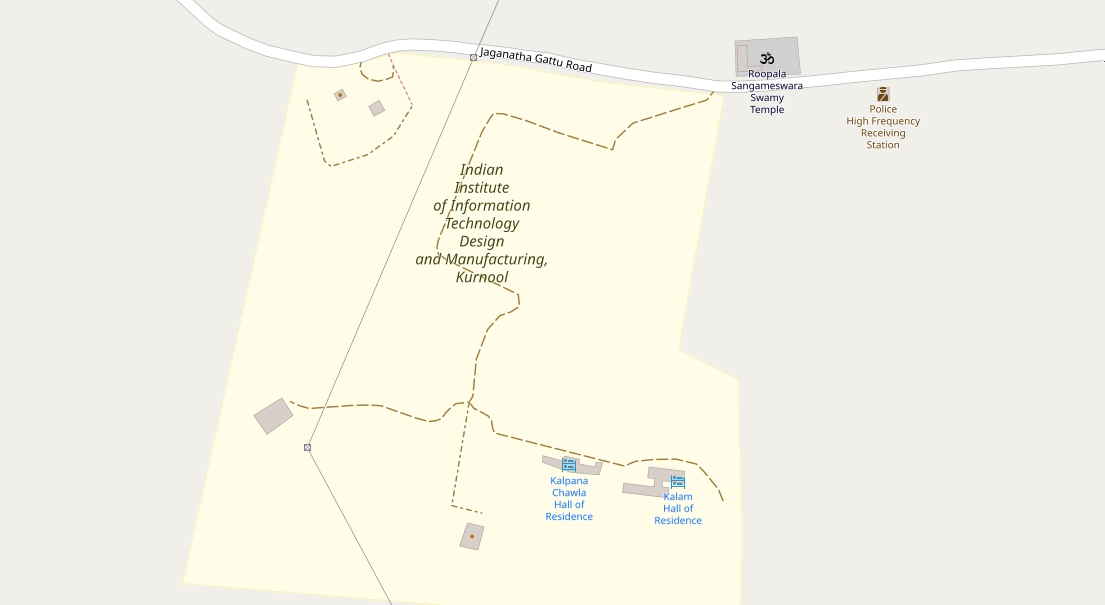 Jaganatha Gattu Road
ॐ
Roopala
Sangameswara
Swamy
Temple
Police
High Frequency
Receiving
Station
Indian
Institute
of Information
Technology
Design
and Manufacturing,
Kurnool
Kalpana
Chawla
Hall of
Residence
Kalam
Hall of
Residence